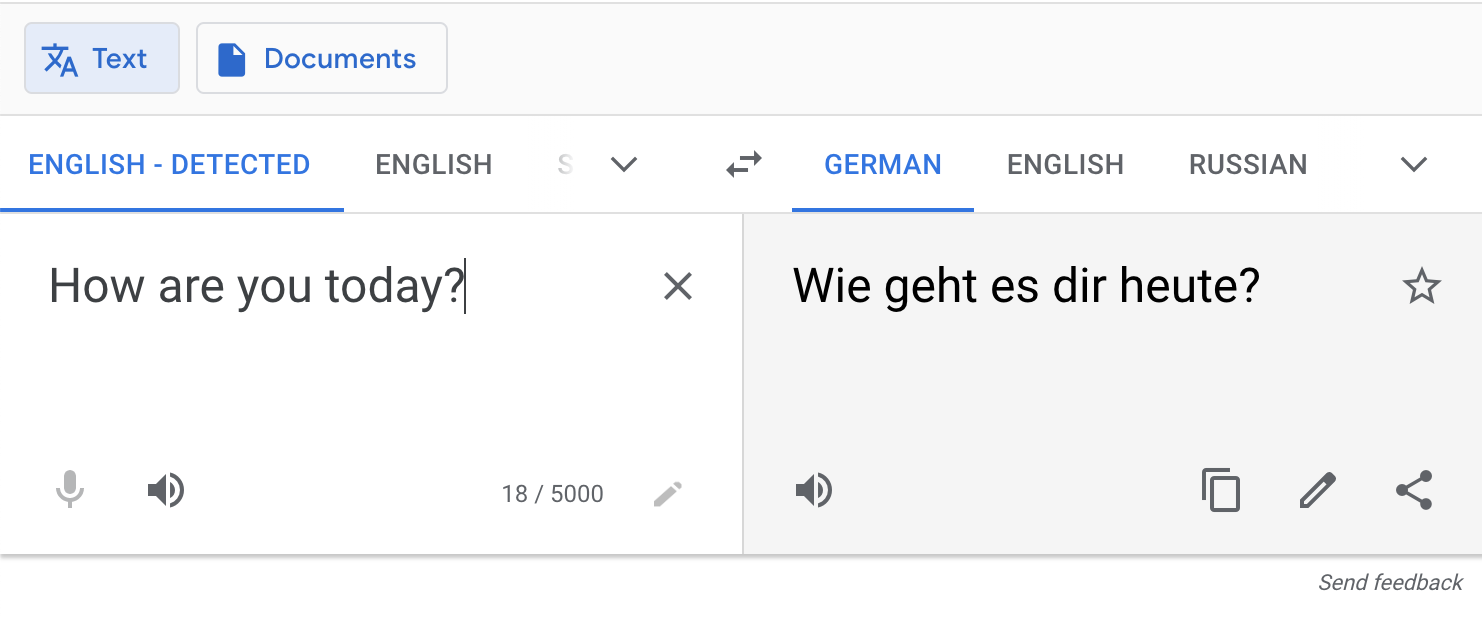 Text Documents
ENGLISH - DETECTED ENGLISH S GERMAN ENGLISH RUSSIAN
How are you today? Wie geht es dir heute?
18 / 5000
Send feedback